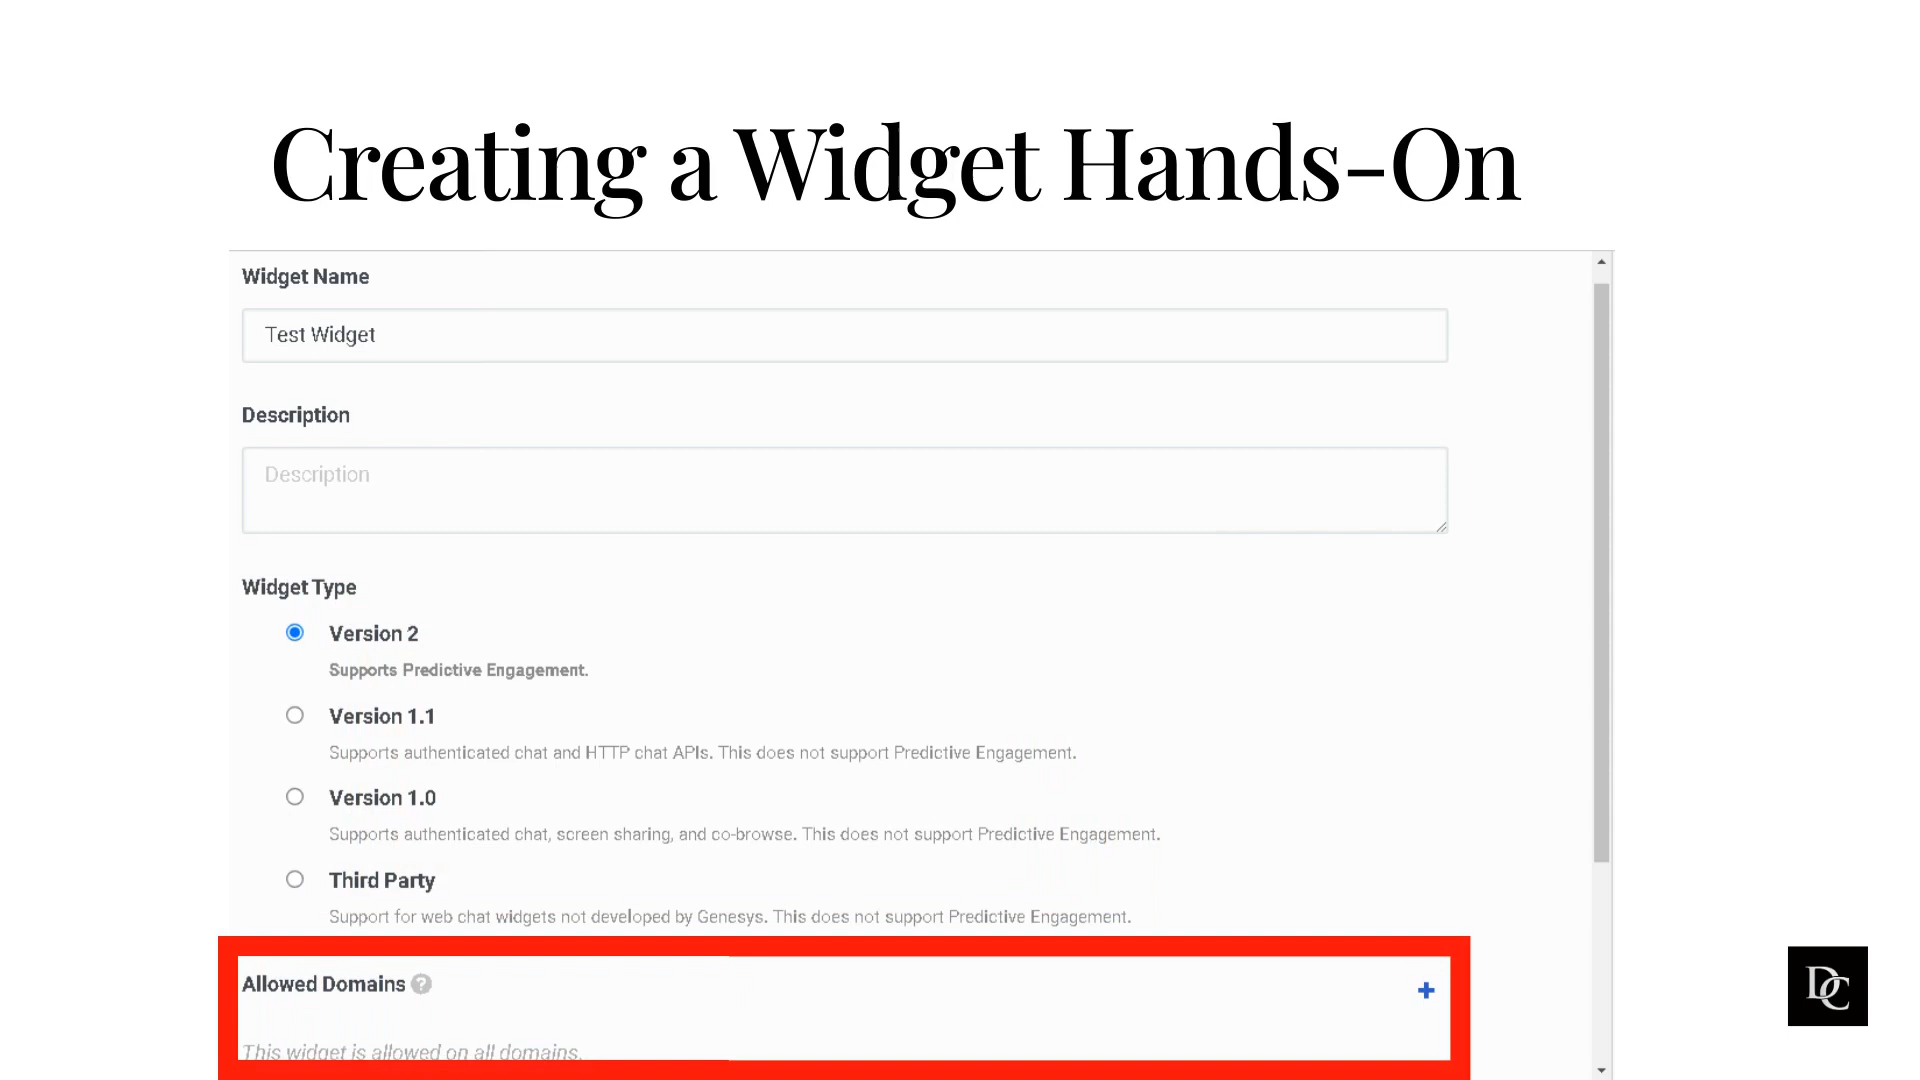 Creating a Widget Hands-On
Widget Name
Test Widget
Description
Description
Widget Type
Version 2
Supports Predictive Engagement.
Version 1.1
Supports authenticated chat and HTTP chat APIs. This does not support Predictive Engagement.
Version 1.0
Supports authenticated chat, screen sharing, and co-browse. This does not support Predictive Engagement.
Third Party
Support for web chat widgets not developed by Genesys. This does not support Predictive Engagement.
Allowed Domains ?
+
This widget is allowed on all domains.
DC